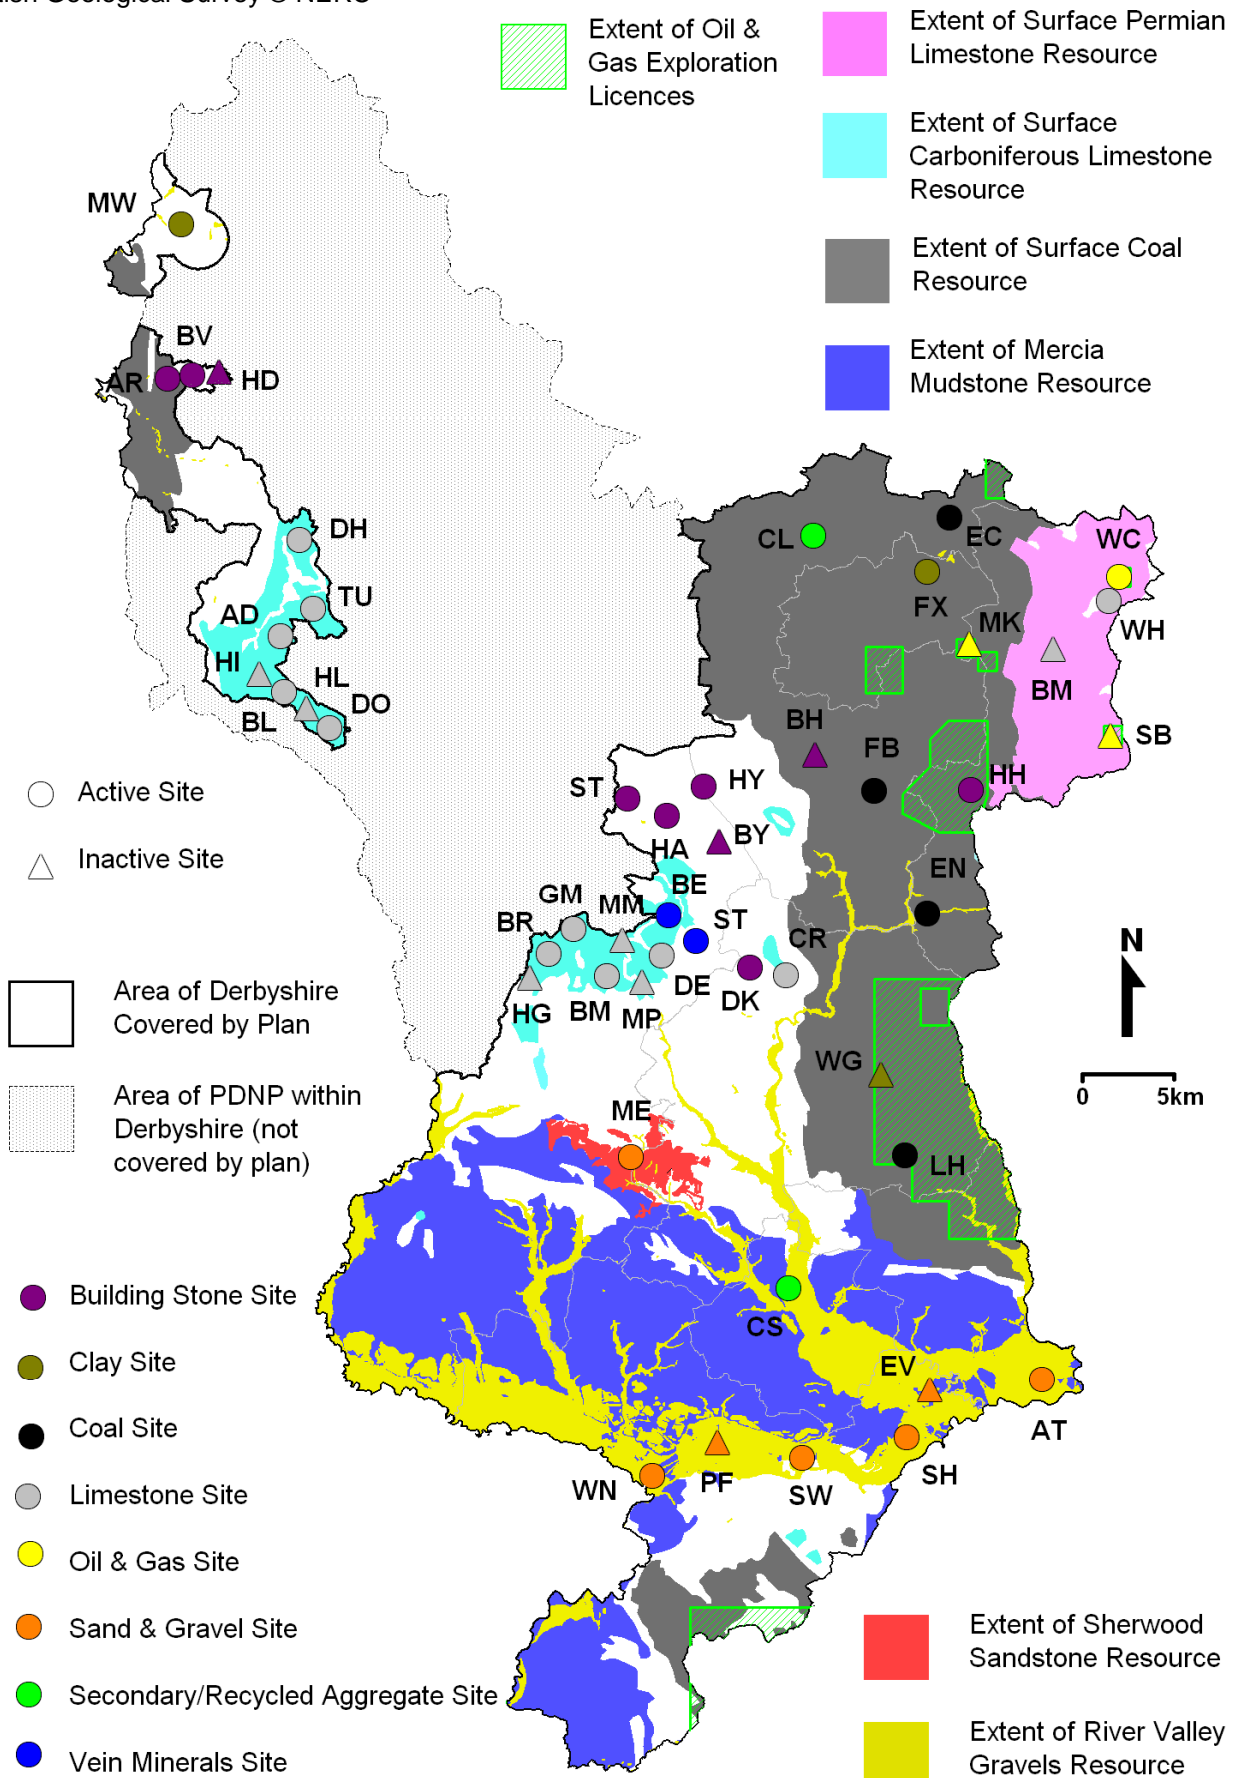 Geological Survey © NERC
Extent of Oil &
Gas Exploration
Licences
Extent of Surface Permian
Limestone Resource
Extent of Surface
Carboniferous Limestone
Resource
Extent of Surface Coal
Resource
Extent of Mercia
Mudstone Resource
MW
BV
AR
HD
DH
TU
AD
HI
HL
BL
DO
CL
EC
WC
FX
MK
WH
BM
BH
FB
SB
HH
ST
HY
HA
BY
EN
BE
GM
MM
BR
ST
CR
HG
BM
MP
DE
DK
WG
ME
LH
CS
EV
AT
WN
PF
SW
SH
Active Site
Inactive Site
Area of Derbyshire
Covered by Plan
Area of PDNP within
Derbyshire (not
covered by plan)
N
0
5km
Building Stone Site
Clay Site
Coal Site
Limestone Site
Oil & Gas Site
Sand & Gravel Site
Secondary/Recycled Aggregate Site
Vein Minerals Site
Extent of Sherwood
Sandstone Resource
Extent of River Valley
Gravels Resource